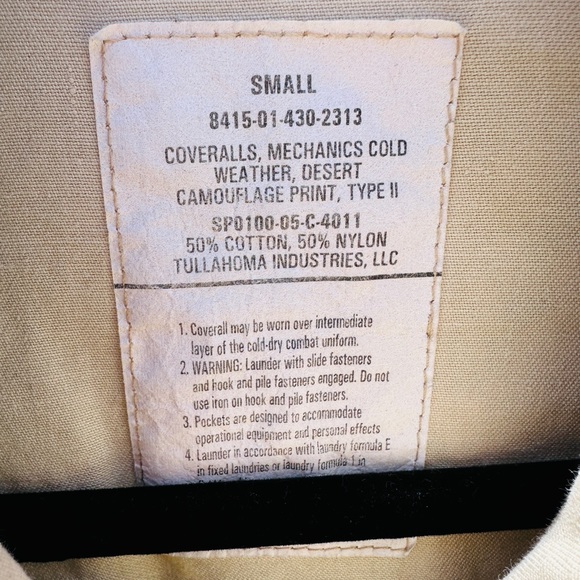 SMALL
8415-01-430-2313
COVERALLS, MECHANICS COLD
WEATHER, DESERT
CAMOUFLAGE PRINT, TYPE II
SP0100-05-C-4011
50% COTTON, 50% NYLON
TULLAHOMA INDUSTRIES, LLC
1. Coverall may be worn over intermediate
layer of the cold-dry combat uniform.
2. WARNING: Launder with slide fasteners
and hook and pile fasteners engaged. Do not
use iron on hook and pile fasteners.
3. Pockets are designed to accommodate
operational equipment and personal effects
4. Launder in accordance with laundry formula E
in fixed laundries or laundry formula 1 in